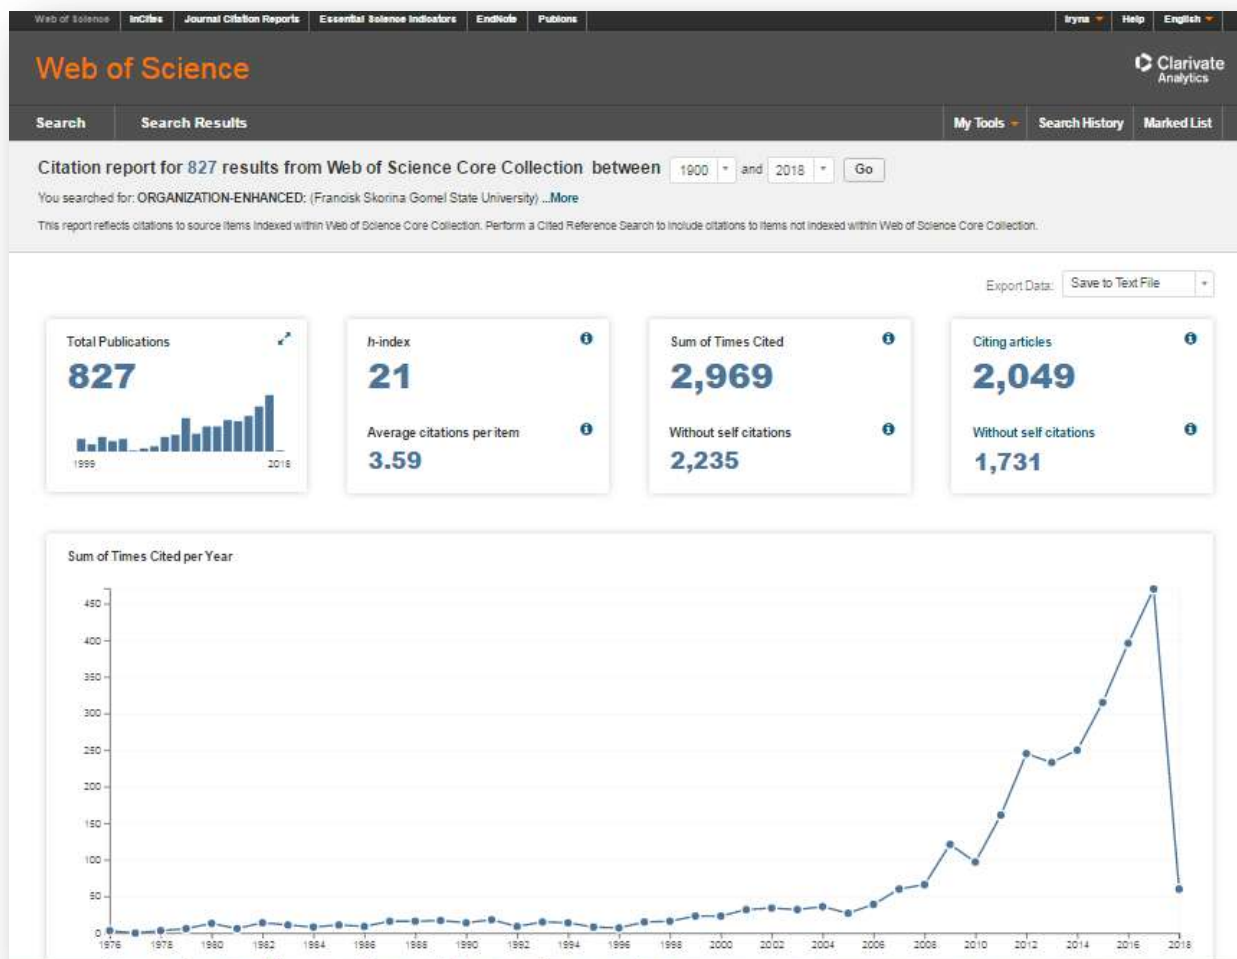 Web of Science InCites Journal Citation Reports Essential Science Indicators EndNote Publons Iryna Help English
Web of Science
Clarivate
Analytics
Search Search Results My Tools Search History Marked List
Citation report for 827 results from Web of Science Core Collection between 1900 and 2018 Go
You searched for: ORGANIZATION-ENHANCED: (Francisk Skorina Gomel State University) ...More
This report reflects citations to source items indexed within Web of Science Core Collection. Perform a Cited Reference Search to include citations to items not indexed within Web of Science Core Collection.
Export Data: Save to Text File
Total Publications
827
1999 2018
h-index
21
Average citations per item
3.59
Sum of Times Cited
2,969
Without self citations
2,235
Citing articles
2,049
Without self citations
1,731
Sum of Times Cited per Year
450
400
350
300
250
200
150
100
50
0
1976 1978 1980 1982 1984 1986 1988 1990 1992 1994 1996 1998 2000 2002 2004 2006 2008 2010 2012 2014 2016 2018